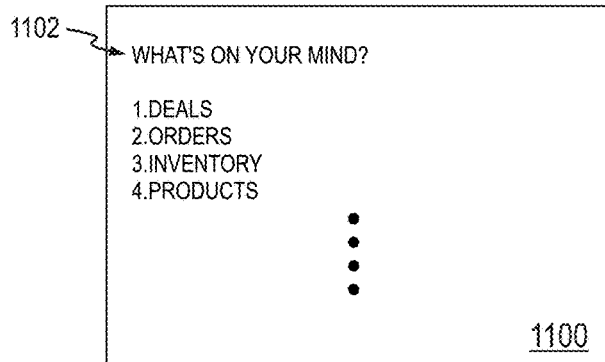 1102
WHAT'S ON YOUR MIND?
1.DEALS
2.ORDERS
3.INVENTORY
4.PRODUCTS
1100